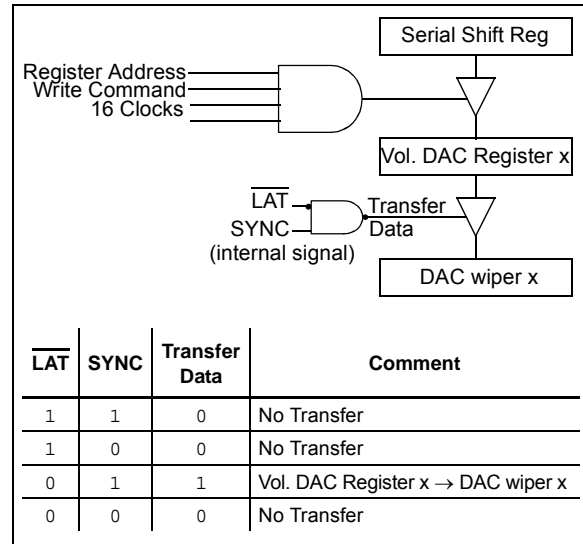 Serial Shift Reg
Register Address
Write Command
16 Clocks
Vol. DAC Register x
LAT
Transfer
SYNC
Data
(internal signal)
DAC wiper x
LAT SYNC Transfer Data Comment
1 1 0 No Transfer
1 0 0 No Transfer
0 1 1 Vol. DAC Register x → DAC wiper x
0 0 0 No Transfer